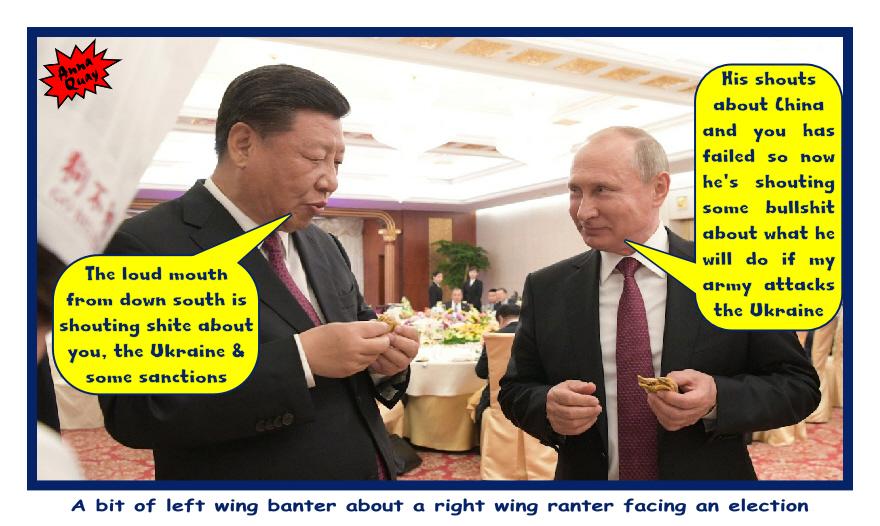 Anna
Quay
The loud mouth
from down south is
shouting shite about
you, the Ukraine &
some sanctions
His shouts
about China
and you has
failed so now
he's shouting
some bullshit
about what he
will do if my
army attacks
the Ukraine
A bit of left wing banter about a right wing ranter facing an election